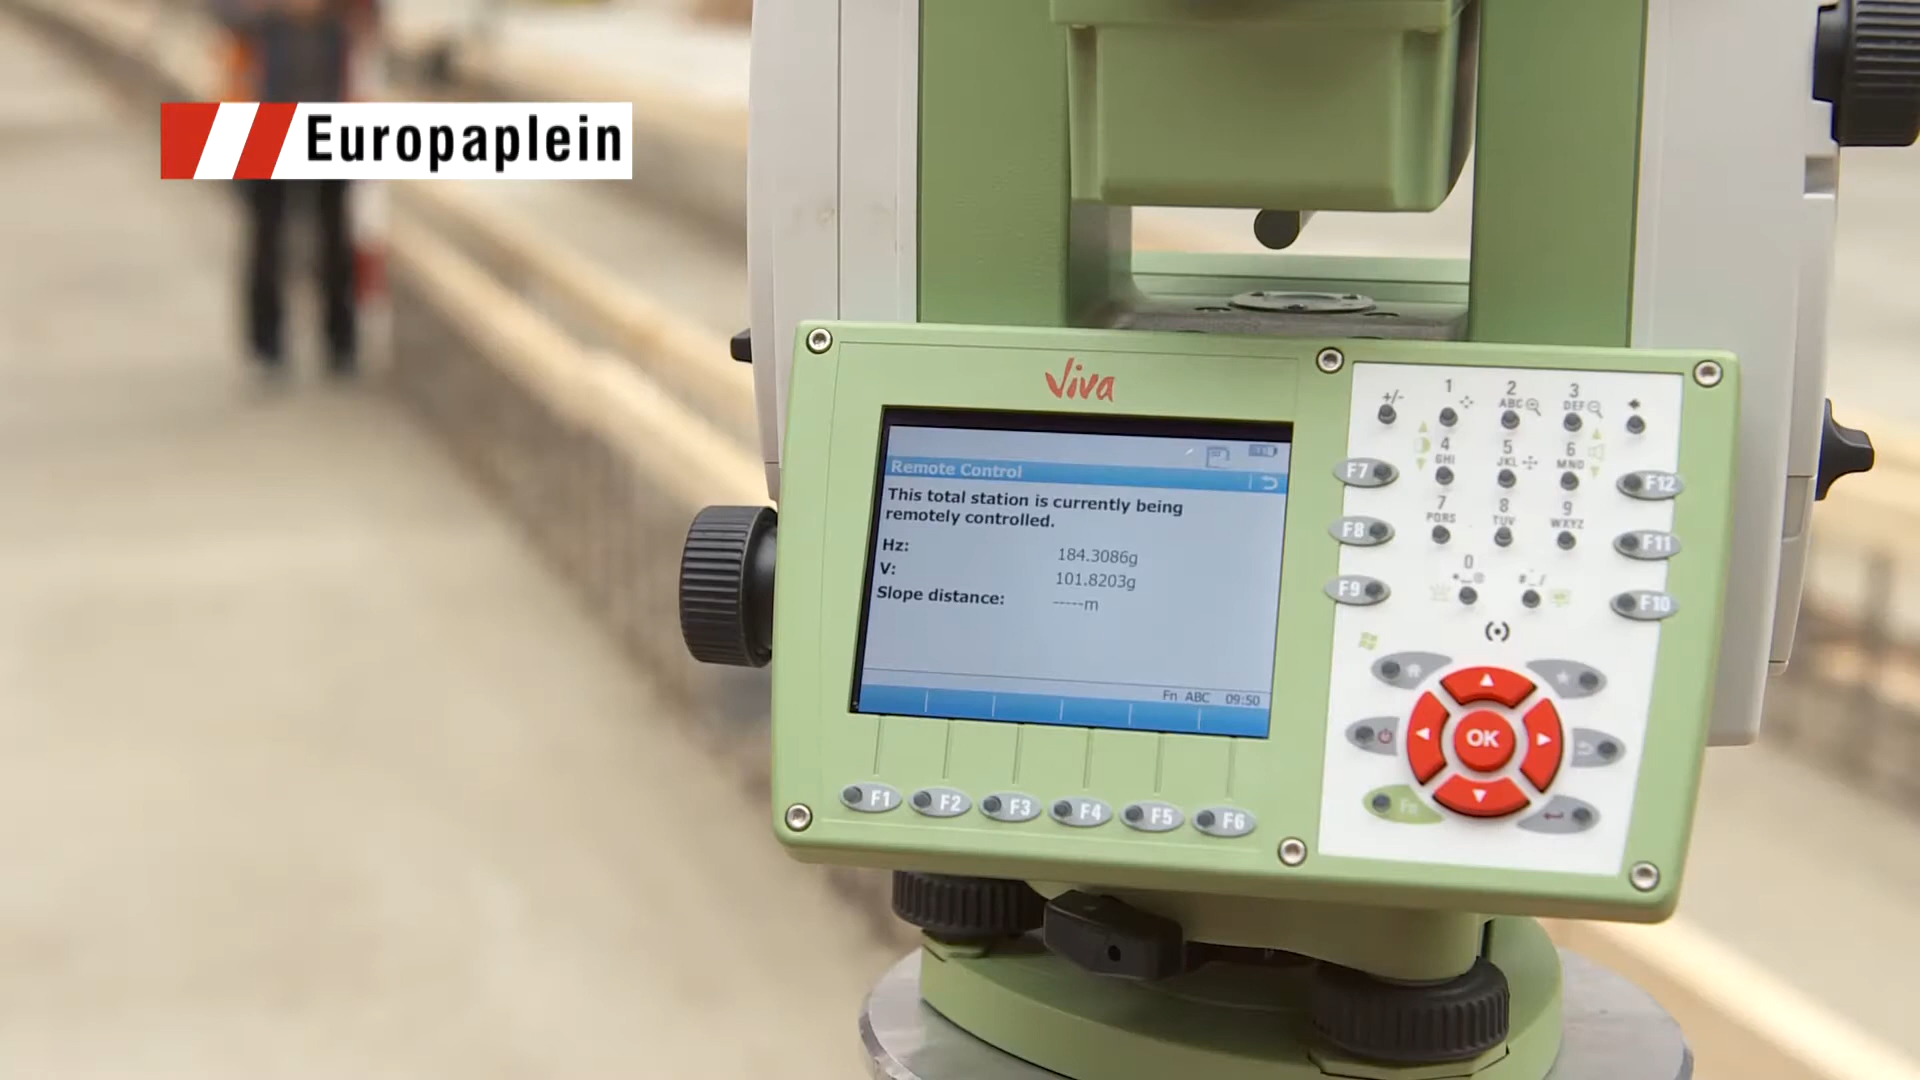 Europaplein
Viva
Remote Control
This total station is currently being
remotely controlled.
Hz: 184.3086g
V: 101.8203g
Slope distance: -----m
Fn ABC 09:50
F1 F2 F3 F4 F5 F6
+/- 1 2 3
ABC DEF
F7 4 5 6 F12
GHI JKL MNO
7 8 9
F8 PQRS TUV WXYZ F11
0
F9 F10
OK
Fn